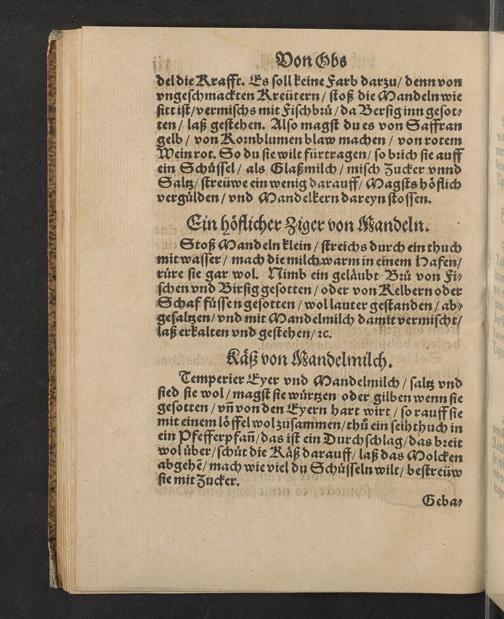 Von Obs
del die Krafft. Es soll keine Farb darzu/ denn von
vngeschmackten Kreütern/ stoß die Mandeln wie
sitt ist/ vermischs mit Fischbrü/ da Bersig inn gesot-
ten/ laß gestehen. Also magst du es von Saffran
gelb/ von Kornblumen blaw machen/ von rotem
Wein rot. So du sie wilt fürtragen/ so brich sie auff
ein Schüssel/ als Glaßmilch/ misch Zucker vnnd
Saltz/ streüwe ein wenig darauff/ Magsts höflich
vergülden/ vnd Mandelkern dareyn stossen.
Ein höflicher Ziger von Mandeln.
Stoß Mandeln klein/ streichs durch ein thuch
mit wasser/ mach die milch warm in einem Hafen/
rüre sie gar wol. Nimb ein geläubt Brü von Fi-
schen vnd Birsig gesotten/ oder von Kelbern oder
Schaf füssen gesotten/ wol lauter gestanden/ ab-
gesaltzen/ vnd mit Mandelmilch damit vermischt/
laß erkalten vnd gestehen/ ꝛc.
Käß von Mandelmilch.
Temperier Eyer vnd Mandelmilch/ saltz vnd
sied sie wol/ magst sie würtzen oder gilben wenn sie
gesotten/ vñ von den Eyern hart wirt/ so rauff sie
mit einem löffel wol zusammen/ thů ein seihthuch in
ein Pfefferpfañ/ das ist ein Durchschlag/ das breit
wol über/ schüt die Käß darauff/ laß das Molcken
abgehẽ/ mach wie viel du Schüsseln wilt/ bestreüw
sie mit Zucker.
Geba-